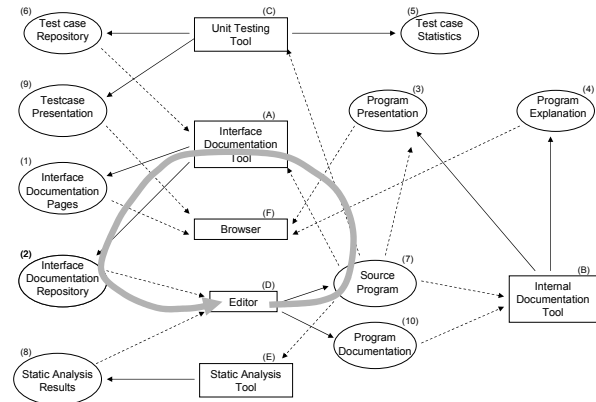 (6)
Test case
Repository
(C)
Unit Testing
Tool
(5)
Test case
Statistics
(9)
Testcase
Presentation
(A)
Interface
Documentation
Tool
(3)
Program
Presentation
(4)
Program
Explanation
(1)
Interface
Documentation
Pages
(F)
Browser
(2)
Interface
Documentation
Repository
(D)
Editor
(7)
Source
Program
(B)
Internal
Documentation
Tool
(10)
Program
Documentation
(8)
Static Analysis
Results
(E)
Static Analysis
Tool